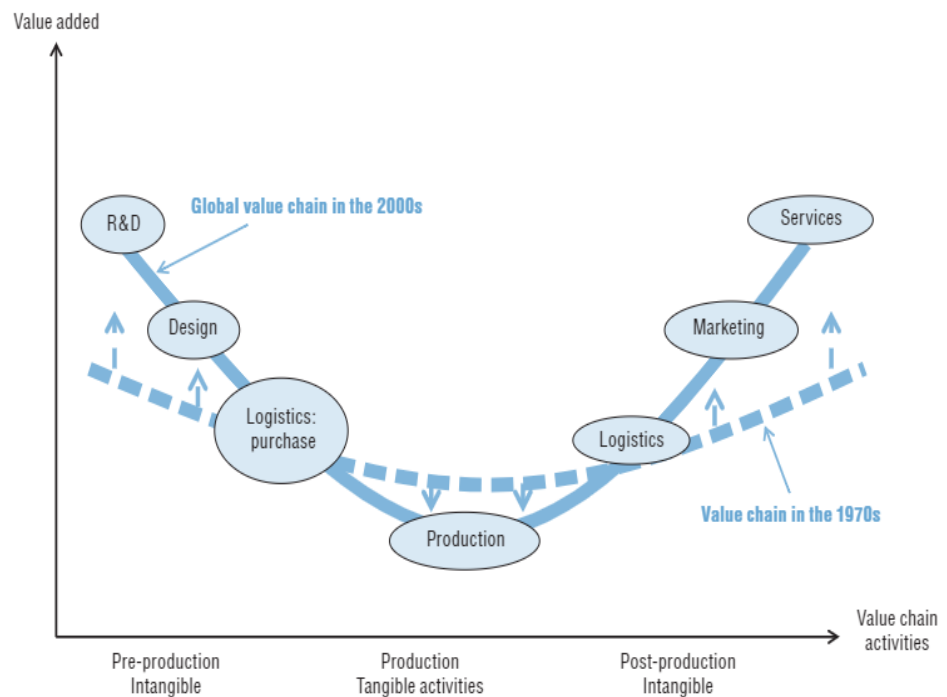 Value added
R&D
Global value chain in the 2000s
Services
Design
Marketing
Logistics:
purchase
Logistics
Value chain in the 1970s
Production
Value chain
activities
Pre-production
Intangible
Production
Tangible activities
Post-production
Intangible